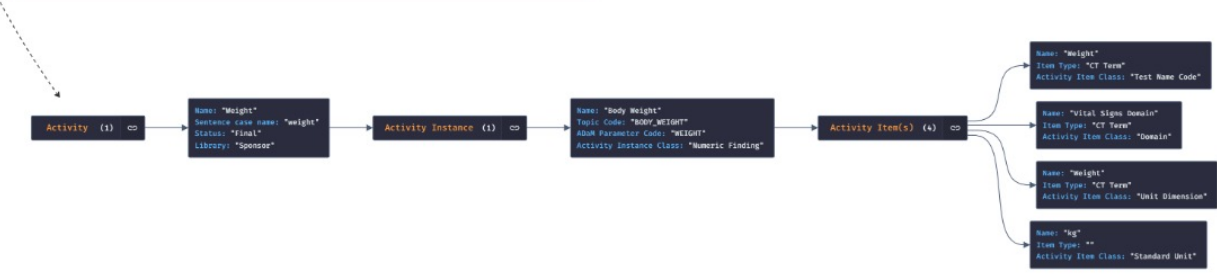 Activity (1)
Name: "Weight"
Sentence case name: "weight"
Status: "Final"
Library: "Sponsor"
Activity Instance (1)
Name: "Body Weight"
Topic Code: "BODY_WEIGHT"
ADaM Parameter Code: "WEIGHT"
Activity Instance Class: "Numeric Finding"
Activity Item(s) (4)
Name: "Weight"
Item Type: "CT Term"
Activity Item Class: "Test Name Code"
Name: "Vital Signs Domain"
Item Type: "CT Term"
Activity Item Class: "Domain"
Name: "Weight"
Item Type: "CT Term"
Activity Item Class: "Unit Dimension"
Name: "kg"
Item Type: ""
Activity Item Class: "Standard Unit"